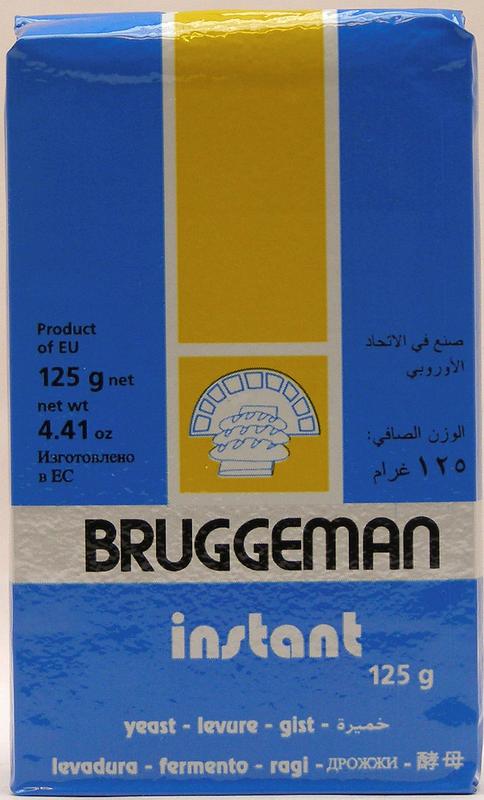 Product
of EU
125 g net
net wt
4.41 oz
Изготовлено
в ЕС
صنع في الاتحاد
الأوروبي
الوزن الصافي:
١٢٥ غرام
BRUGGEMAN
instant
125 g
yeast - levure - gist - خميرة
levadura - fermento - ragi - ДРОЖЖИ - 酵母